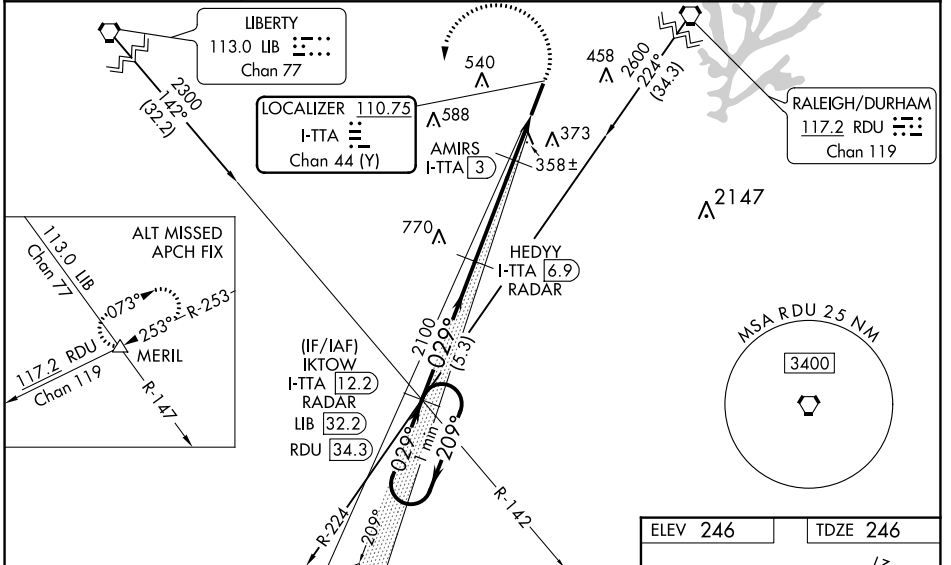 LIBERTY
113.0 LIB
Chan 77
2300
142°
(32.2)
LOCALIZER 110.75
I-TTA
Chan 44 (Y)
540
588
458
2600
224°
(34.3)
RALEIGH/DURHAM
117.2 RDU
Chan 119
373
AMIRS
I-TTA 3
358±
2147
770
HEDYY
I-TTA 6.9
RADAR
ALT MISSED
APCH FIX
113.0 LIB
Chan 77
073°
253°
R-253
MERIL
117.2 RDU
Chan 119
R-147
2100
029°
(5.3)
(IF/IAF)
IKTOW
I-TTA 12.2
RADAR
LIB 32.2
RDU 34.3
029°
1 min
209°
R-224
209°
R-142
MSA RDU 25 NM
3400
ELEV 246
TDZE 246